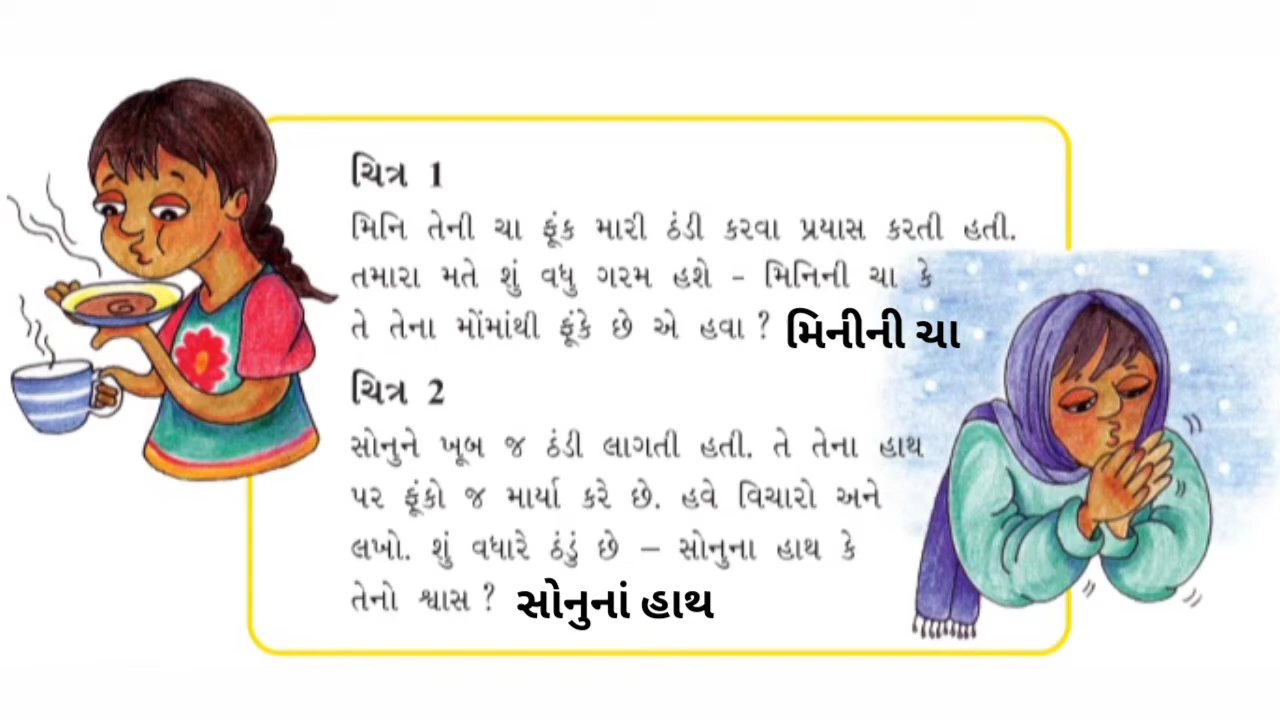 ચિત્ર 1
મિનિ તેની ચા ફૂંક મારી ઠંડી કરવા પ્રયાસ કરતી હતી.
તમારા મતે શું વધુ ગરમ હશે – મિનિની ચા કે
તે તેના મોંમાંથી ફૂંકે છે એ હવા ? મિનીની ચા
ચિત્ર 2
સોનુને ખૂબ જ ઠંડી લાગતી હતી. તે તેના હાથ
પર ફૂંકો જ માર્યા કરે છે. હવે વિચારો અને
લખો. શું વધારે ઠંડું છે – સોનુના હાથ કે
તેનો શ્વાસ ? સોનુનાં હાથ